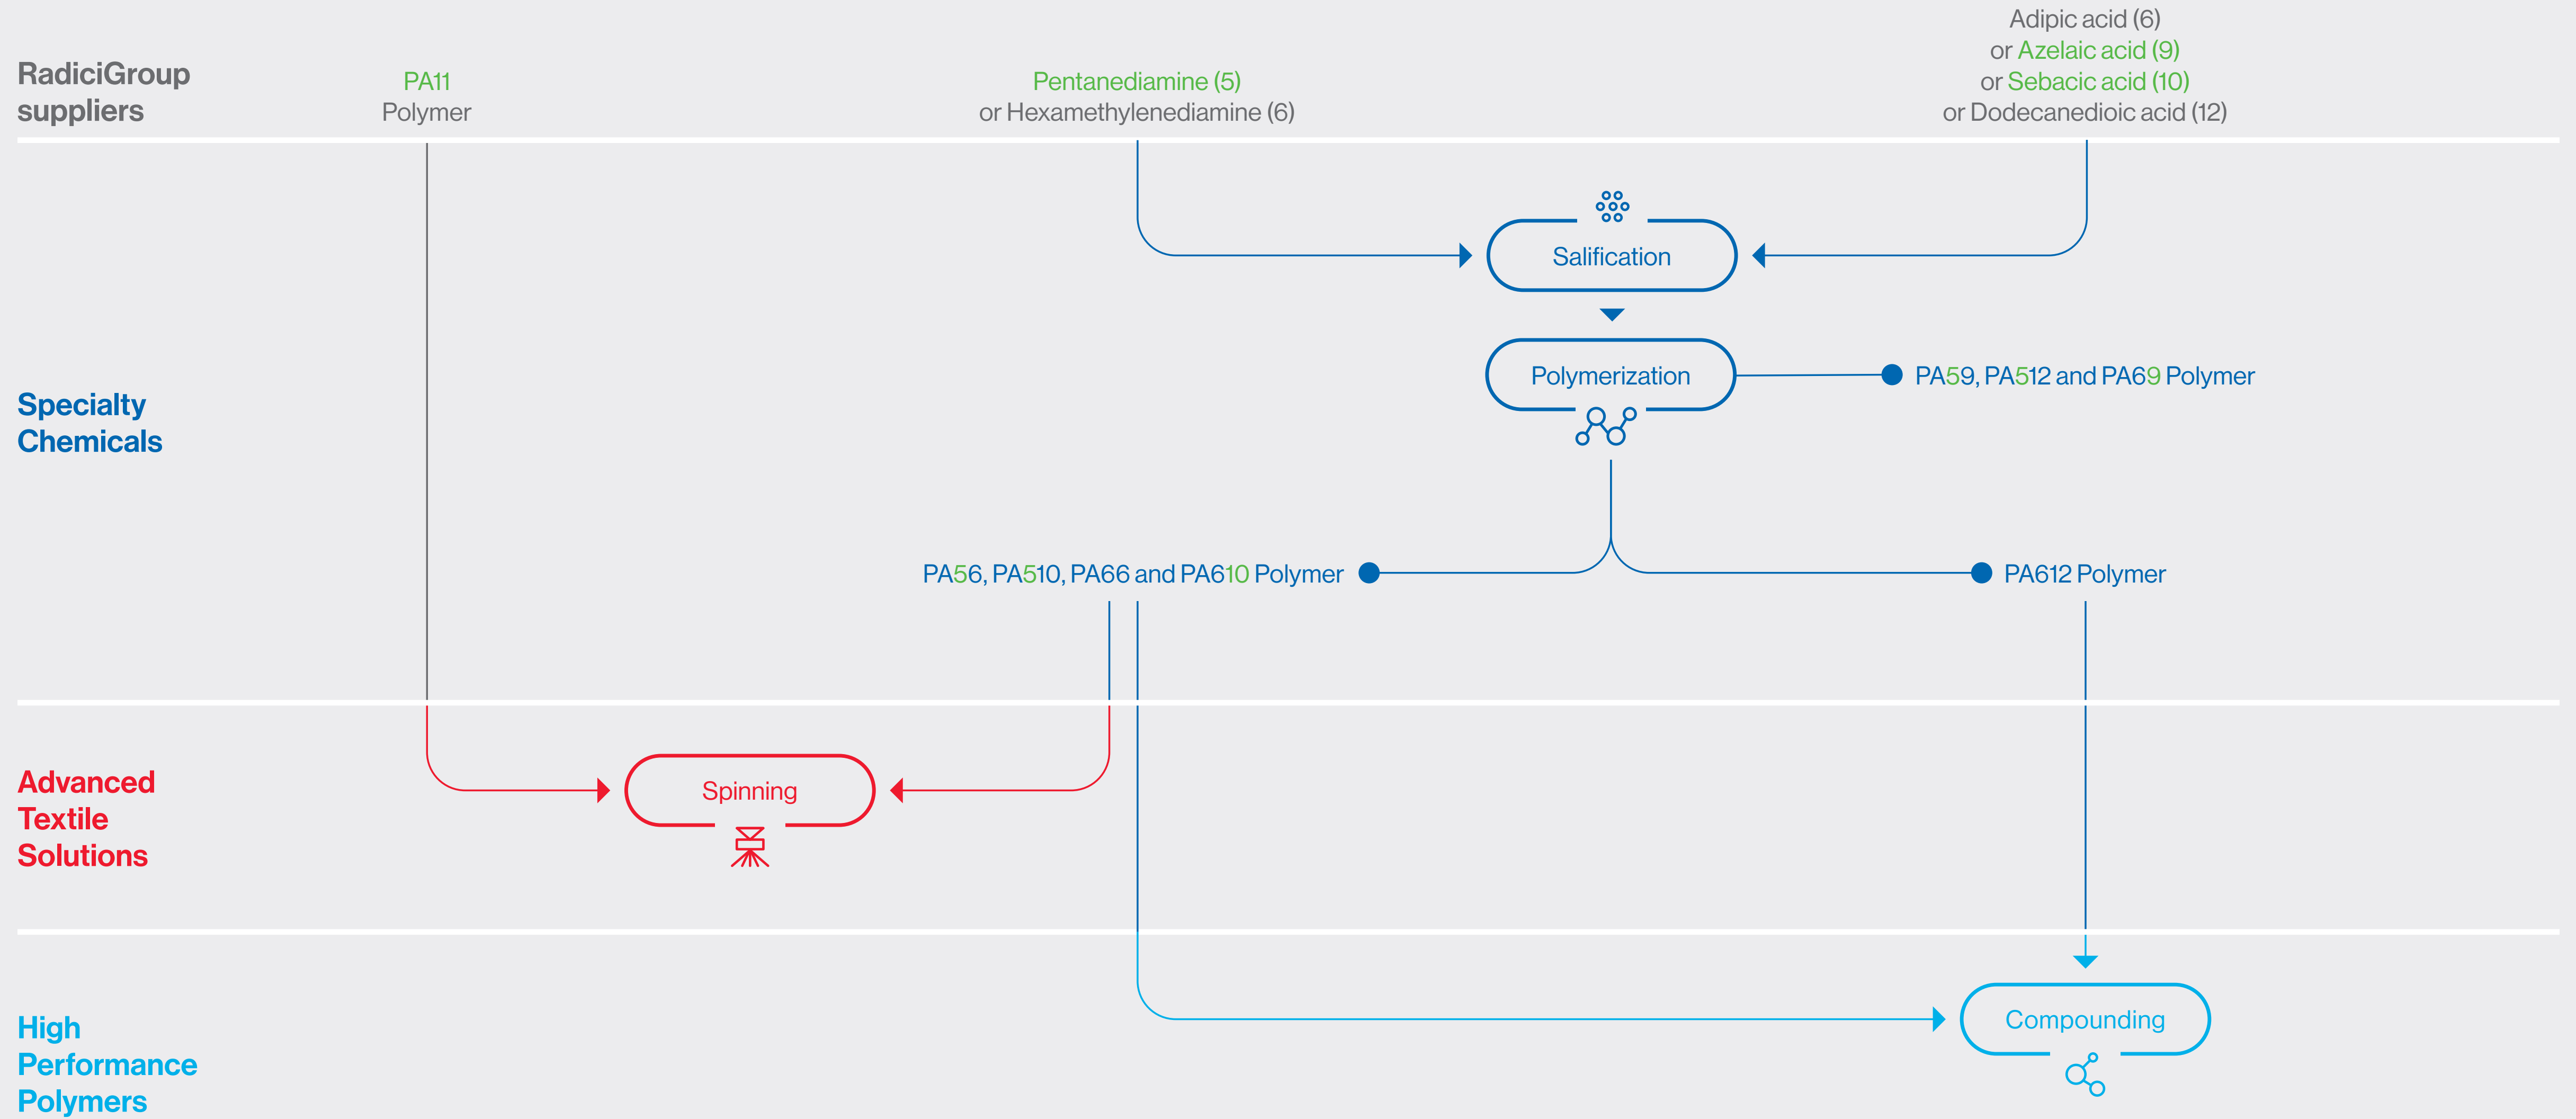 RadiciGroup
suppliers
PA11
Polymer
Pentanediamine (5)
or Hexamethylenediamine (6)
Adipic acid (6)
or Azelaic acid (9)
or Sebacic acid (10)
or Dodecanedioic acid (12)
Specialty
Chemicals
Salification
Polymerization
PA59, PA512 and PA69 Polymer
PA56, PA510, PA66 and PA610 Polymer
PA612 Polymer
Advanced
Textile
Solutions
Spinning
High
Performance
Polymers
Compounding